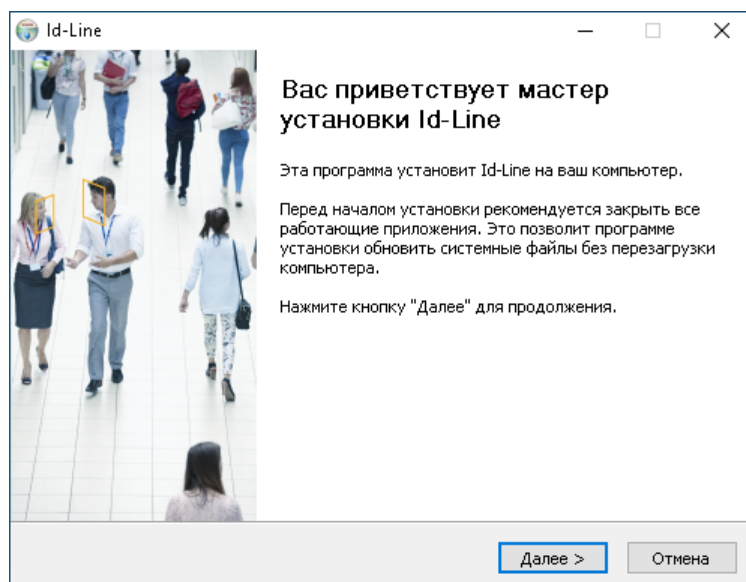 Id-Line
Вас приветствует мастер
установки Id-Line
Эта программа установит Id-Line на ваш компьютер.
Перед началом установки рекомендуется закрыть все
работающие приложения. Это позволит программе
установки обновить системные файлы без перезагрузки
компьютера.
Нажмите кнопку "Далее" для продолжения.
Далее >
Отмена